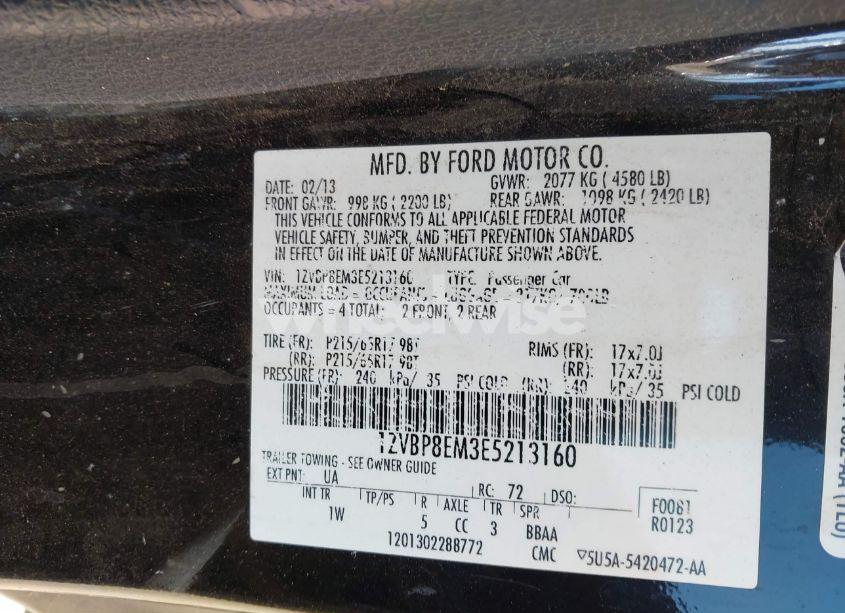 MFD. BY FORD MOTOR CO.
DATE: 02/13 GVWR: 2077 KG ( 4580 LB)
FRONT GAWR: 998 KG ( 2200 LB) REAR GAWR: 1098 KG ( 2420 LB)
THIS VEHICLE CONFORMS TO ALL APPLICABLE FEDERAL MOTOR
VEHICLE SAFETY, BUMPER, AND THEFT PREVENTION STANDARDS
IN EFFECT ON THE DATE OF MANUFACTURE SHOWN ABOVE.
VIN: 1ZVBP8EM3E5213160 TYPE: Passenger Car
MAXIMUM LOAD = OCCUPANTS + LUGGAGE =
OCCUPANTS = 4 TOTAL: 2 FRONT, 2 REAR
wheelwise
TIRE (FR): P215/65R17 98T RIMS (FR): 17x7.0J
(RR): P215/65R17 98T (RR): 17x7.0J
PRESSURE (FR): 240 kPa/ 35 PSI COLD (RR): 240 kPa/ 35 PSI COLD
1ZVBP8EM3E5213160
TRAILER TOWING - SEE OWNER GUIDE
EXT PNT: UA RC: 72 DSO:
INT TR TP/PS R AXLE TR SPR F0061
1W 5 CC 3 BBAA R0123
1201302288772 CMC 5U5A-5420472-AA